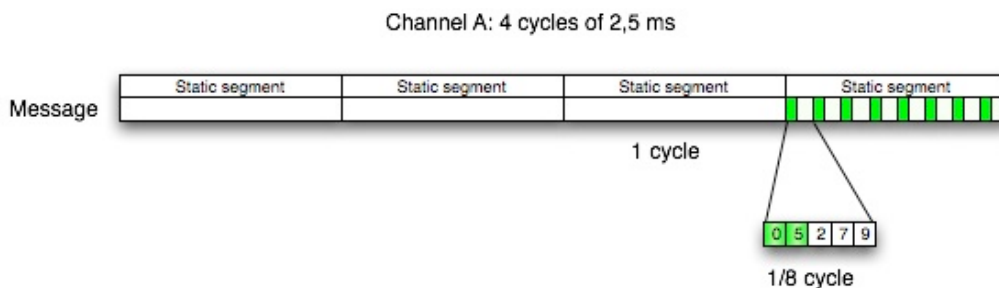 Channel A: 4 cycles of 2,5 ms
Static segment Static segment Static segment Static segment
Message
1 cycle
0 5 2 7 9
1/8 cycle